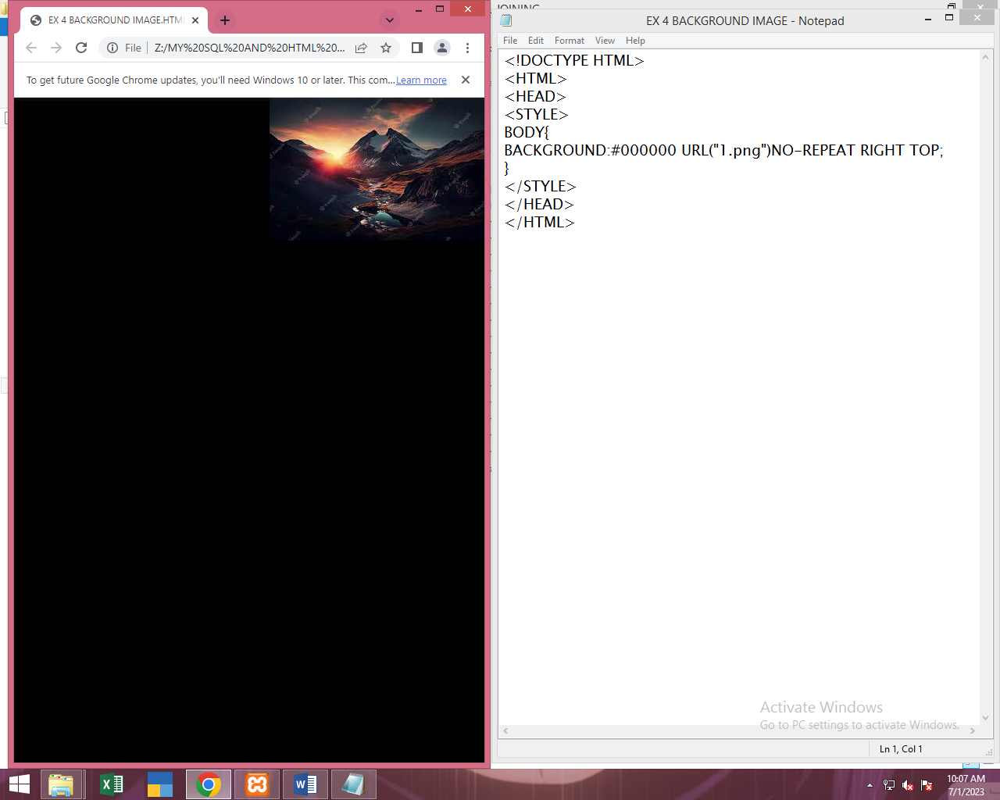 EX 4 BACKGROUND IMAGE.HTM
File
Z:/MY%20SQL%20AND%20HTML%20...
To get future Google Chrome updates, you'll need Windows 10 or later. This com...Learn more
JOINING
EX 4 BACKGROUND IMAGE - Notepad
File Edit Format View Help
<!DOCTYPE HTML>
<HTML>
<HEAD>
<STYLE>
BODY{
BACKGROUND:#000000 URL("1.png")NO-REPEAT RIGHT TOP;
}
</STYLE>
</HEAD>
</HTML>
Activate Windows
Go to PC settings to activate Windows.
Ln 1, Col 1
10:07 AM
7/1/2023